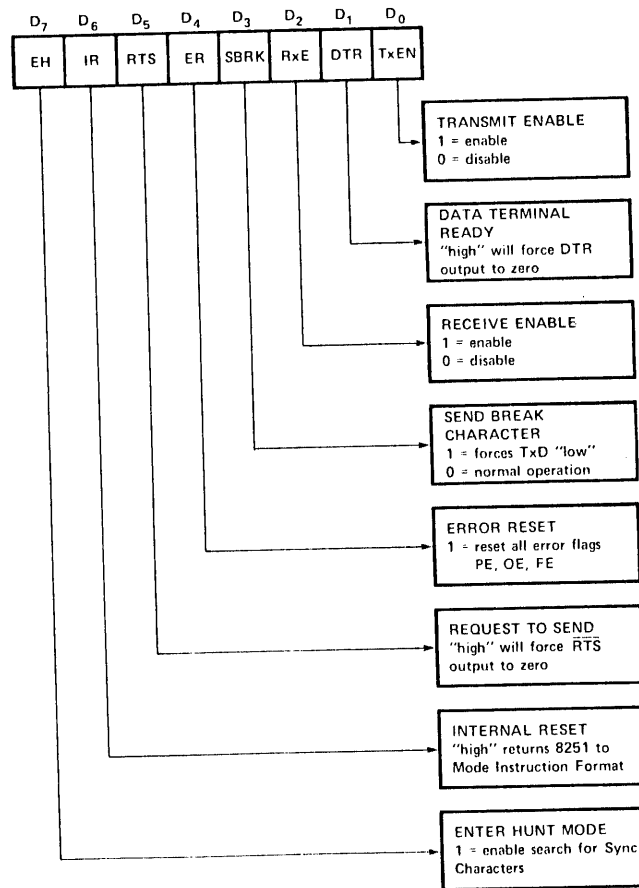 D7 D6 D5 D4 D3 D2 D1 D0
EH IR RTS ER SBRK RxE DTR TxEN
TRANSMIT ENABLE
1 = enable
0 = disable
DATA TERMINAL
READY
"high" will force DTR
output to zero
RECEIVE ENABLE
1 = enable
0 = disable
SEND BREAK
CHARACTER
1 = forces TxD "low"
0 = normal operation
ERROR RESET
1 = reset all error flags
PE, OE, FE
REQUEST TO SEND
"high" will force R̅T̅S̅
output to zero
INTERNAL RESET
"high" returns 8251 to
Mode Instruction Format
ENTER HUNT MODE
1 = enable search for Sync
Characters